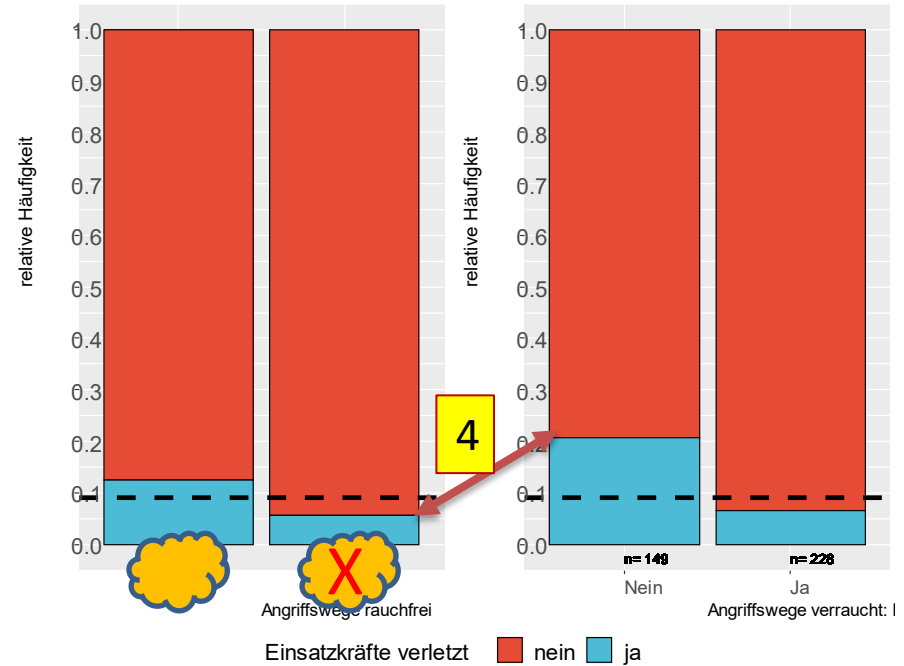 relative Häufigkeit
1.0
0.9
0.8
0.7
0.6
0.5
0.4
0.3
0.2
0.1
0.0
X
Angriffswege rauchfrei
4
relative Häufigkeit
1.0
0.9
0.8
0.7
0.6
0.5
0.4
0.3
0.2
0.1
0.0
n= 149 n= 228
Nein Ja
Angriffswege verraucht:
Einsatzkräfte verletzt nein ja